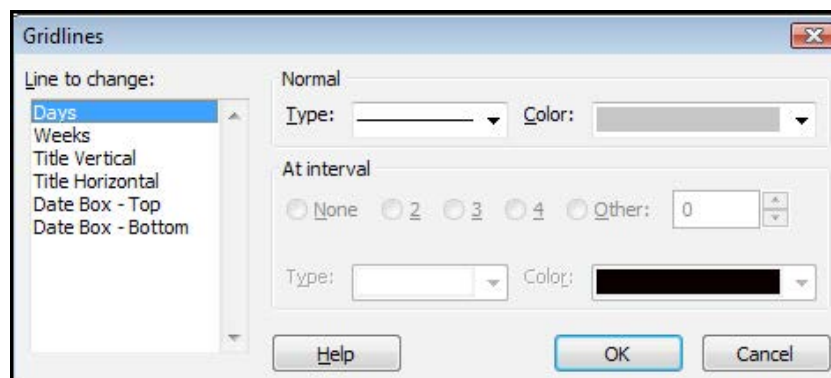 Gridlines
Line to change:
Days
Weeks
Title Vertical
Title Horizontal
Date Box - Top
Date Box - Bottom
Normal
Type:
Color:
At interval
None 2 3 4 Other: 0
Type:
Color:
Help
OK
Cancel